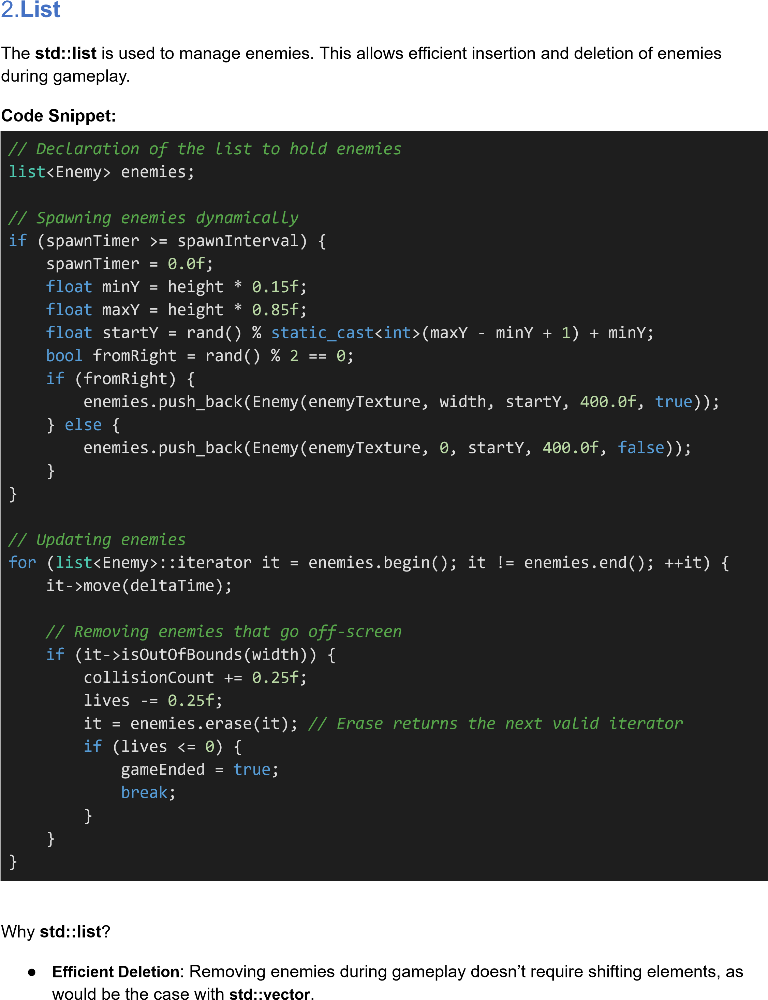 2.List
The std::list is used to manage enemies. This allows efficient insertion and deletion of enemies
during gameplay.
Code Snippet:
// Declaration of the list to hold enemies
list<Enemy> enemies;
// Spawning enemies dynamically
if (spawnTimer >= spawnInterval) {
    spawnTimer = 0.0f;
    float minY = height * 0.15f;
    float maxY = height * 0.85f;
    float startY = rand() % static_cast<int>(maxY - minY + 1) + minY;
    bool fromRight = rand() % 2 == 0;
    if (fromRight) {
        enemies.push_back(Enemy(enemyTexture, width, startY, 400.0f, true));
    } else {
        enemies.push_back(Enemy(enemyTexture, 0, startY, 400.0f, false));
    }
}
// Updating enemies
for (list<Enemy>::iterator it = enemies.begin(); it != enemies.end(); ++it) {
    it->move(deltaTime);
    // Removing enemies that go off-screen
    if (it->isOutOfBounds(width)) {
        collisionCount += 0.25f;
        lives -= 0.25f;
        it = enemies.erase(it); // Erase returns the next valid iterator
        if (lives <= 0) {
            gameEnded = true;
            break;
        }
    }
}
Why std::list?
● Efficient Deletion: Removing enemies during gameplay doesn’t require shifting elements, as
would be the case with std::vector.